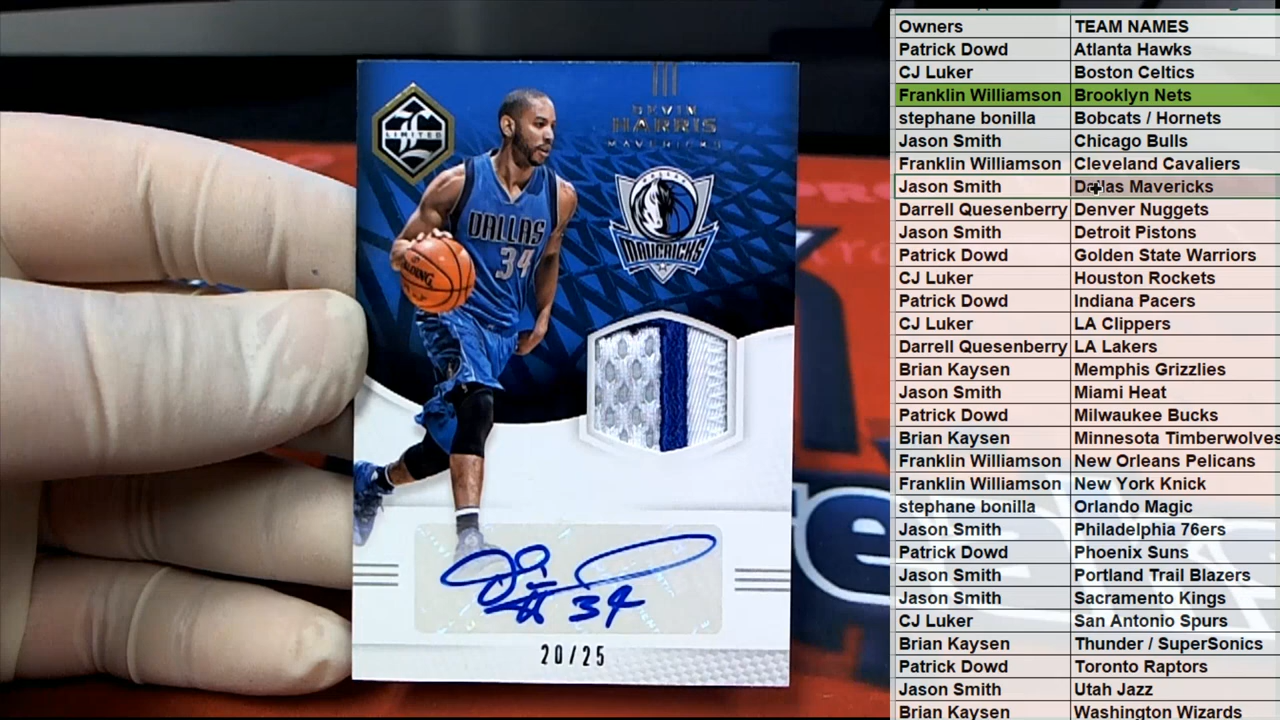 LIMITED
DEVIN
HARRIS
MAVERICKS
DALLAS
MAVERICKS
DALLAS
34
SPALDING
#34
20/25
Owners TEAM NAMES
Patrick Dowd Atlanta Hawks
CJ Luker Boston Celtics
Franklin Williamson Brooklyn Nets
stephane bonilla Bobcats / Hornets
Jason Smith Chicago Bulls
Franklin Williamson Cleveland Cavaliers
Jason Smith Dallas Mavericks
Darrell Quesenberry Denver Nuggets
Jason Smith Detroit Pistons
Patrick Dowd Golden State Warriors
CJ Luker Houston Rockets
Patrick Dowd Indiana Pacers
CJ Luker LA Clippers
Darrell Quesenberry LA Lakers
Brian Kaysen Memphis Grizzlies
Jason Smith Miami Heat
Patrick Dowd Milwaukee Bucks
Brian Kaysen Minnesota Timberwolves
Franklin Williamson New Orleans Pelicans
Franklin Williamson New York Knick
stephane bonilla Orlando Magic
Jason Smith Philadelphia 76ers
Patrick Dowd Phoenix Suns
Jason Smith Portland Trail Blazers
Jason Smith Sacramento Kings
CJ Luker San Antonio Spurs
Brian Kaysen Thunder / SuperSonics
Patrick Dowd Toronto Raptors
Jason Smith Utah Jazz
Brian Kaysen Washington Wizards